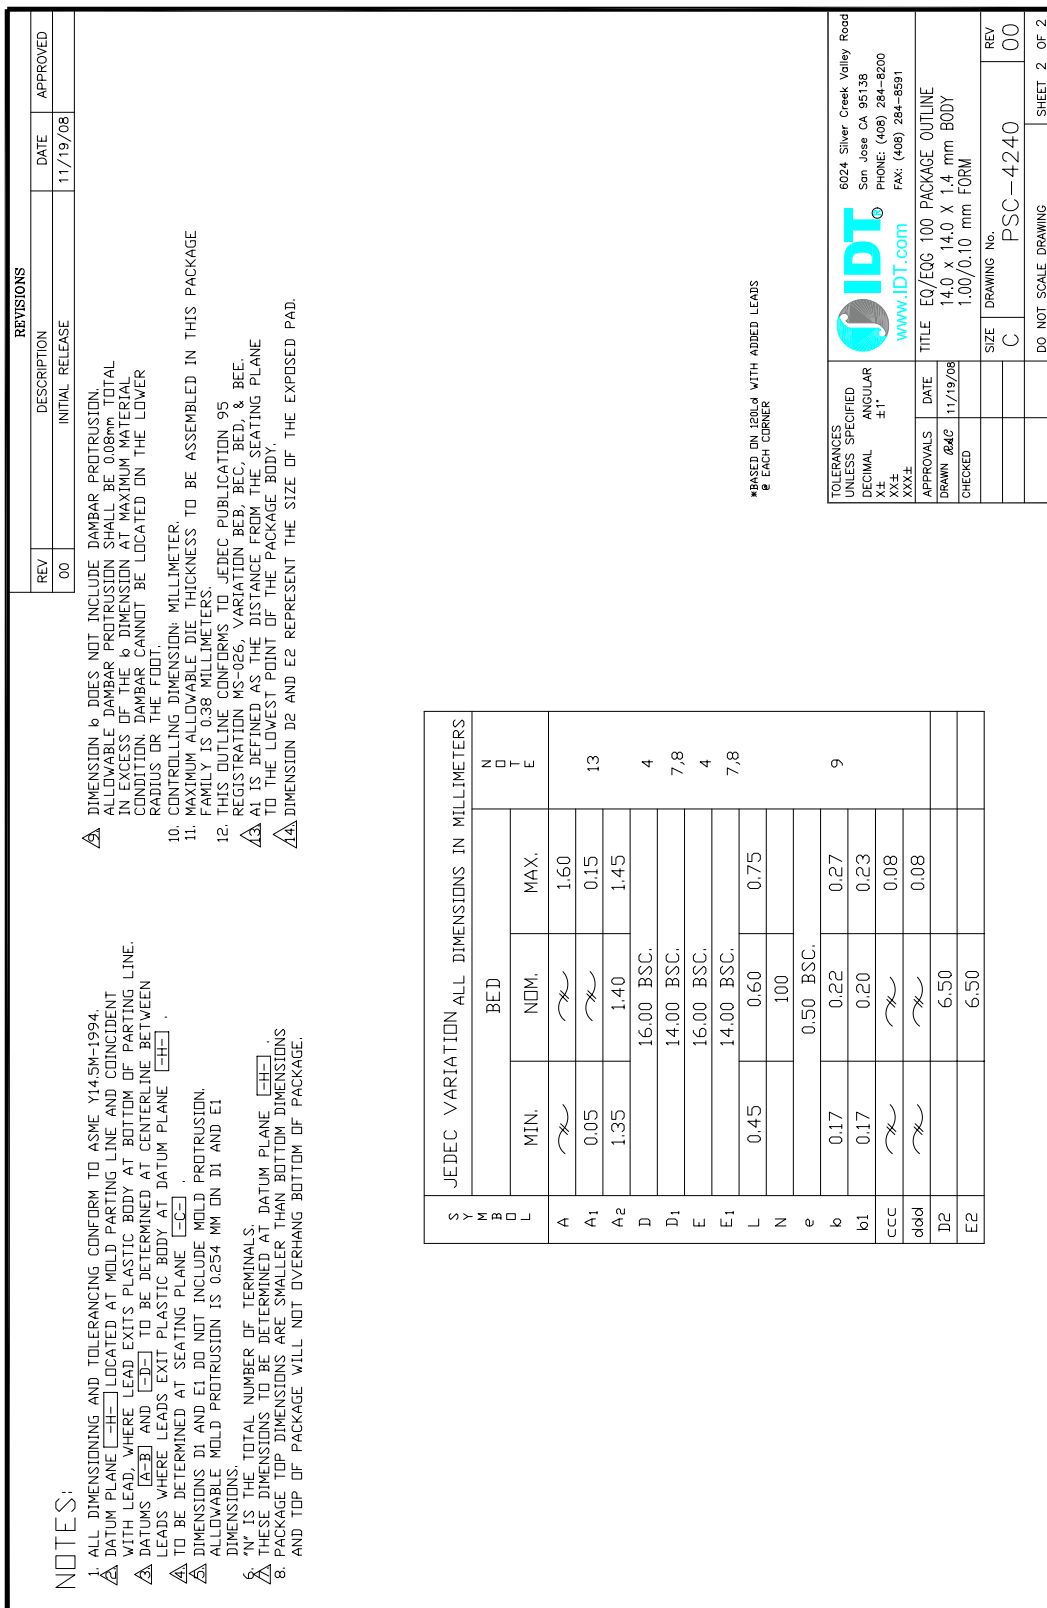 REVISIONS
REV DESCRIPTION DATE APPROVED
00 INITIAL RELEASE 11/19/08
NOTES:
1. ALL DIMENSIONING AND TOLERANCING CONFORM TO ASME Y14.5M-1994.
2. DATUM PLANE -H- LOCATED AT MOLD PARTING LINE AND COINCIDENT
WITH LEAD, WHERE LEAD EXITS PLASTIC BODY AT BOTTOM OF PARTING LINE.
3. DATUMS A-B AND -D- TO BE DETERMINED AT CENTERLINE BETWEEN
LEADS WHERE LEADS EXIT PLASTIC BODY AT DATUM PLANE -H- .
4. TO BE DETERMINED AT SEATING PLANE -C- .
5. DIMENSIONS D1 AND E1 DO NOT INCLUDE MOLD PROTRUSION.
ALLOWABLE MOLD PROTRUSION IS 0.254 MM ON D1 AND E1
DIMENSIONS.
6. "N" IS THE TOTAL NUMBER OF TERMINALS.
7. THESE DIMENSIONS TO BE DETERMINED AT DATUM PLANE -H- .
8. PACKAGE TOP DIMENSIONS ARE SMALLER THAN BOTTOM DIMENSIONS
AND TOP OF PACKAGE WILL NOT OVERHANG BOTTOM OF PACKAGE.
9. DIMENSION b DOES NOT INCLUDE DAMBAR PROTRUSION.
ALLOWABLE DAMBAR PROTRUSION SHALL BE 0.08mm TOTAL
IN EXCESS OF THE b DIMENSION AT MAXIMUM MATERIAL
CONDITION. DAMBAR CANNOT BE LOCATED ON THE LOWER
RADIUS OR THE FOOT.
10. CONTROLLING DIMENSION: MILLIMETER.
11. MAXIMUM ALLOWABLE DIE THICKNESS TO BE ASSEMBLED IN THIS PACKAGE
FAMILY IS 0.38 MILLIMETERS.
12. THIS OUTLINE CONFORMS TO JEDEC PUBLICATION 95
REGISTRATION MS-026, VARIATION BEB, BEC, BED, & BEE.
13. A1 IS DEFINED AS THE DISTANCE FROM THE SEATING PLANE
TO THE LOWEST POINT OF THE PACKAGE BODY.
14. DIMENSION D2 AND E2 REPRESENT THE SIZE OF THE EXPOSED PAD.
SYMBOL JEDEC VARIATION ALL DIMENSIONS IN MILLIMETERS
BED NOTE
MIN. NOM. MAX.
A 1.60
A1 0.05 0.15 13
A2 1.35 1.40 1.45
D 16.00 BSC. 4
D1 14.00 BSC. 7,8
E 16.00 BSC. 4
E1 14.00 BSC. 7,8
L 0.45 0.60 0.75
N 100
e 0.50 BSC.
b 0.17 0.22 0.27 9
b1 0.17 0.20 0.23
ccc 0.08
ddd 0.08
D2 6.50
E2 6.50
*BASED ON 120Ld WITH ADDED LEADS
@ EACH CORNER
TOLERANCES
UNLESS SPECIFIED
DECIMAL ANGULAR
X± ±1°
XX±
XXX±
IDT ®
www.IDT.com
6024 Silver Creek Valley Road
San Jose CA 95138
PHONE: (408) 284-8200
FAX: (408) 284-8591
APPROVALS DATE
DRAWN RAC 11/19/08
CHECKED
TITLE EQ/EQG 100 PACKAGE OUTLINE
14.0 x 14.0 X 1.4 mm BODY
1.00/0.10 mm FORM
SIZE DRAWING No. REV
C PSC-4240 00
DO NOT SCALE DRAWING SHEET 2 OF 2